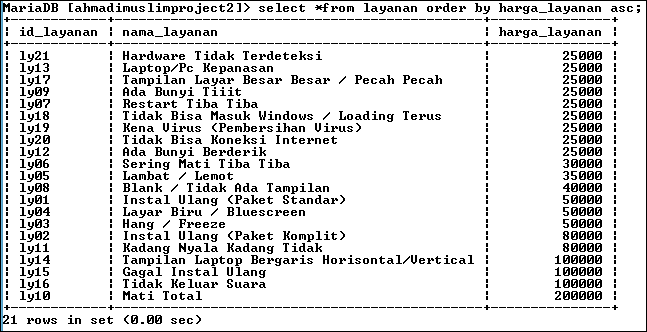 MariaDB [ahmadimuslimproject2]> select *from layanan order by harga_layanan asc;
+------------+-------------------------------------------+---------------+
| id_layanan | nama_layanan                              | harga_layanan |
+------------+-------------------------------------------+---------------+
| ly21       | Hardware Tidak Terdeteksi                 |         25000 |
| ly13       | Laptop/Pc Kepanasan                       |         25000 |
| ly17       | Tampilan Layar Besar Besar / Pecah Pecah  |         25000 |
| ly09       | Ada Bunyi Tiiit                           |         25000 |
| ly07       | Restart Tiba Tiba                         |         25000 |
| ly18       | Tidak Bisa Masuk Windows / Loading Terus  |         25000 |
| ly19       | Kena Virus (Pembersihan Virus)            |         25000 |
| ly20       | Tidak Bisa Koneksi Internet               |         25000 |
| ly12       | Ada Bunyi Berderik                        |         25000 |
| ly06       | Sering Mati Tiba Tiba                     |         30000 |
| ly05       | Lambat / Lemot                            |         35000 |
| ly08       | Blank / Tidak Ada Tampilan                |         40000 |
| ly01       | Instal Ulang (Paket Standar)              |         50000 |
| ly04       | Layar Biru / Bluescreen                   |         50000 |
| ly03       | Hang / Freeze                             |         50000 |
| ly02       | Instal Ulang (Paket Komplit)              |         80000 |
| ly11       | Kadang Nyala Kadang Tidak                 |         80000 |
| ly14       | Tampilan Laptop Bergaris Horisontal/Vertical |        100000 |
| ly15       | Gagal Instal Ulang                        |        100000 |
| ly16       | Tidak Keluar Suara                        |        100000 |
| ly10       | Mati Total                                |        200000 |
+------------+-------------------------------------------+---------------+
21 rows in set (0.00 sec)